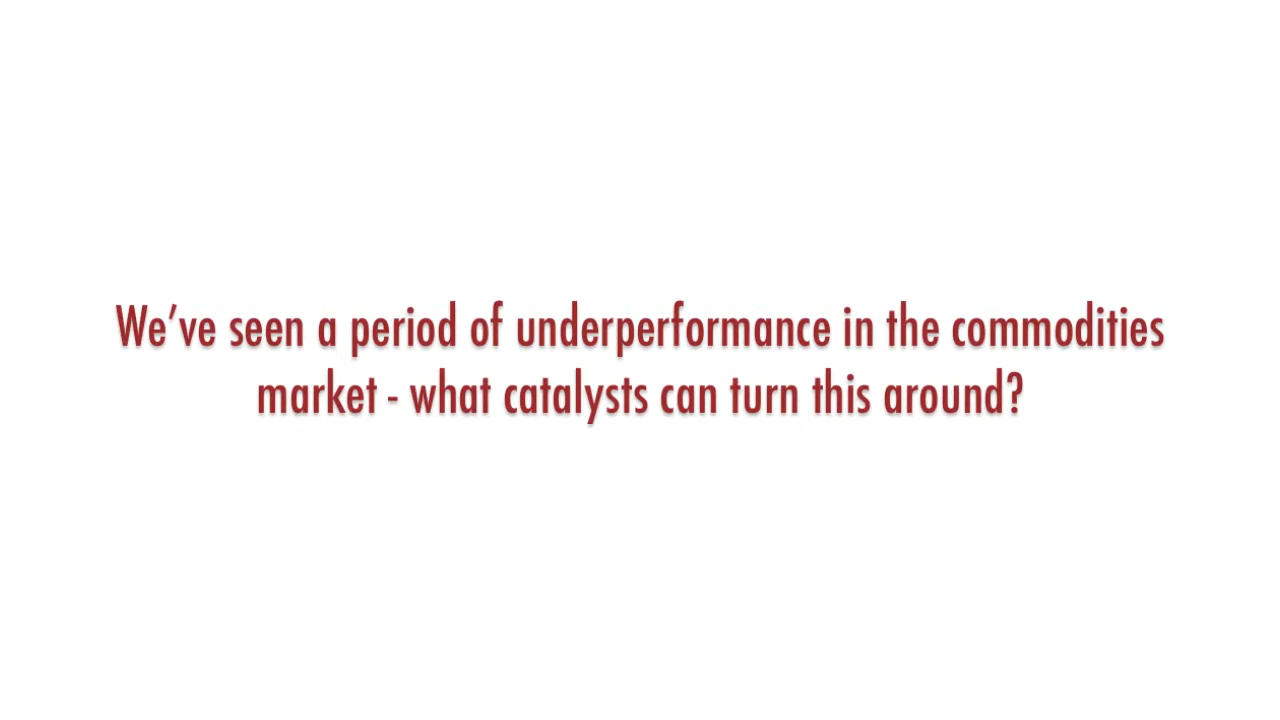 We’ve seen a period of underperformance in the commodities
market - what catalysts can turn this around?